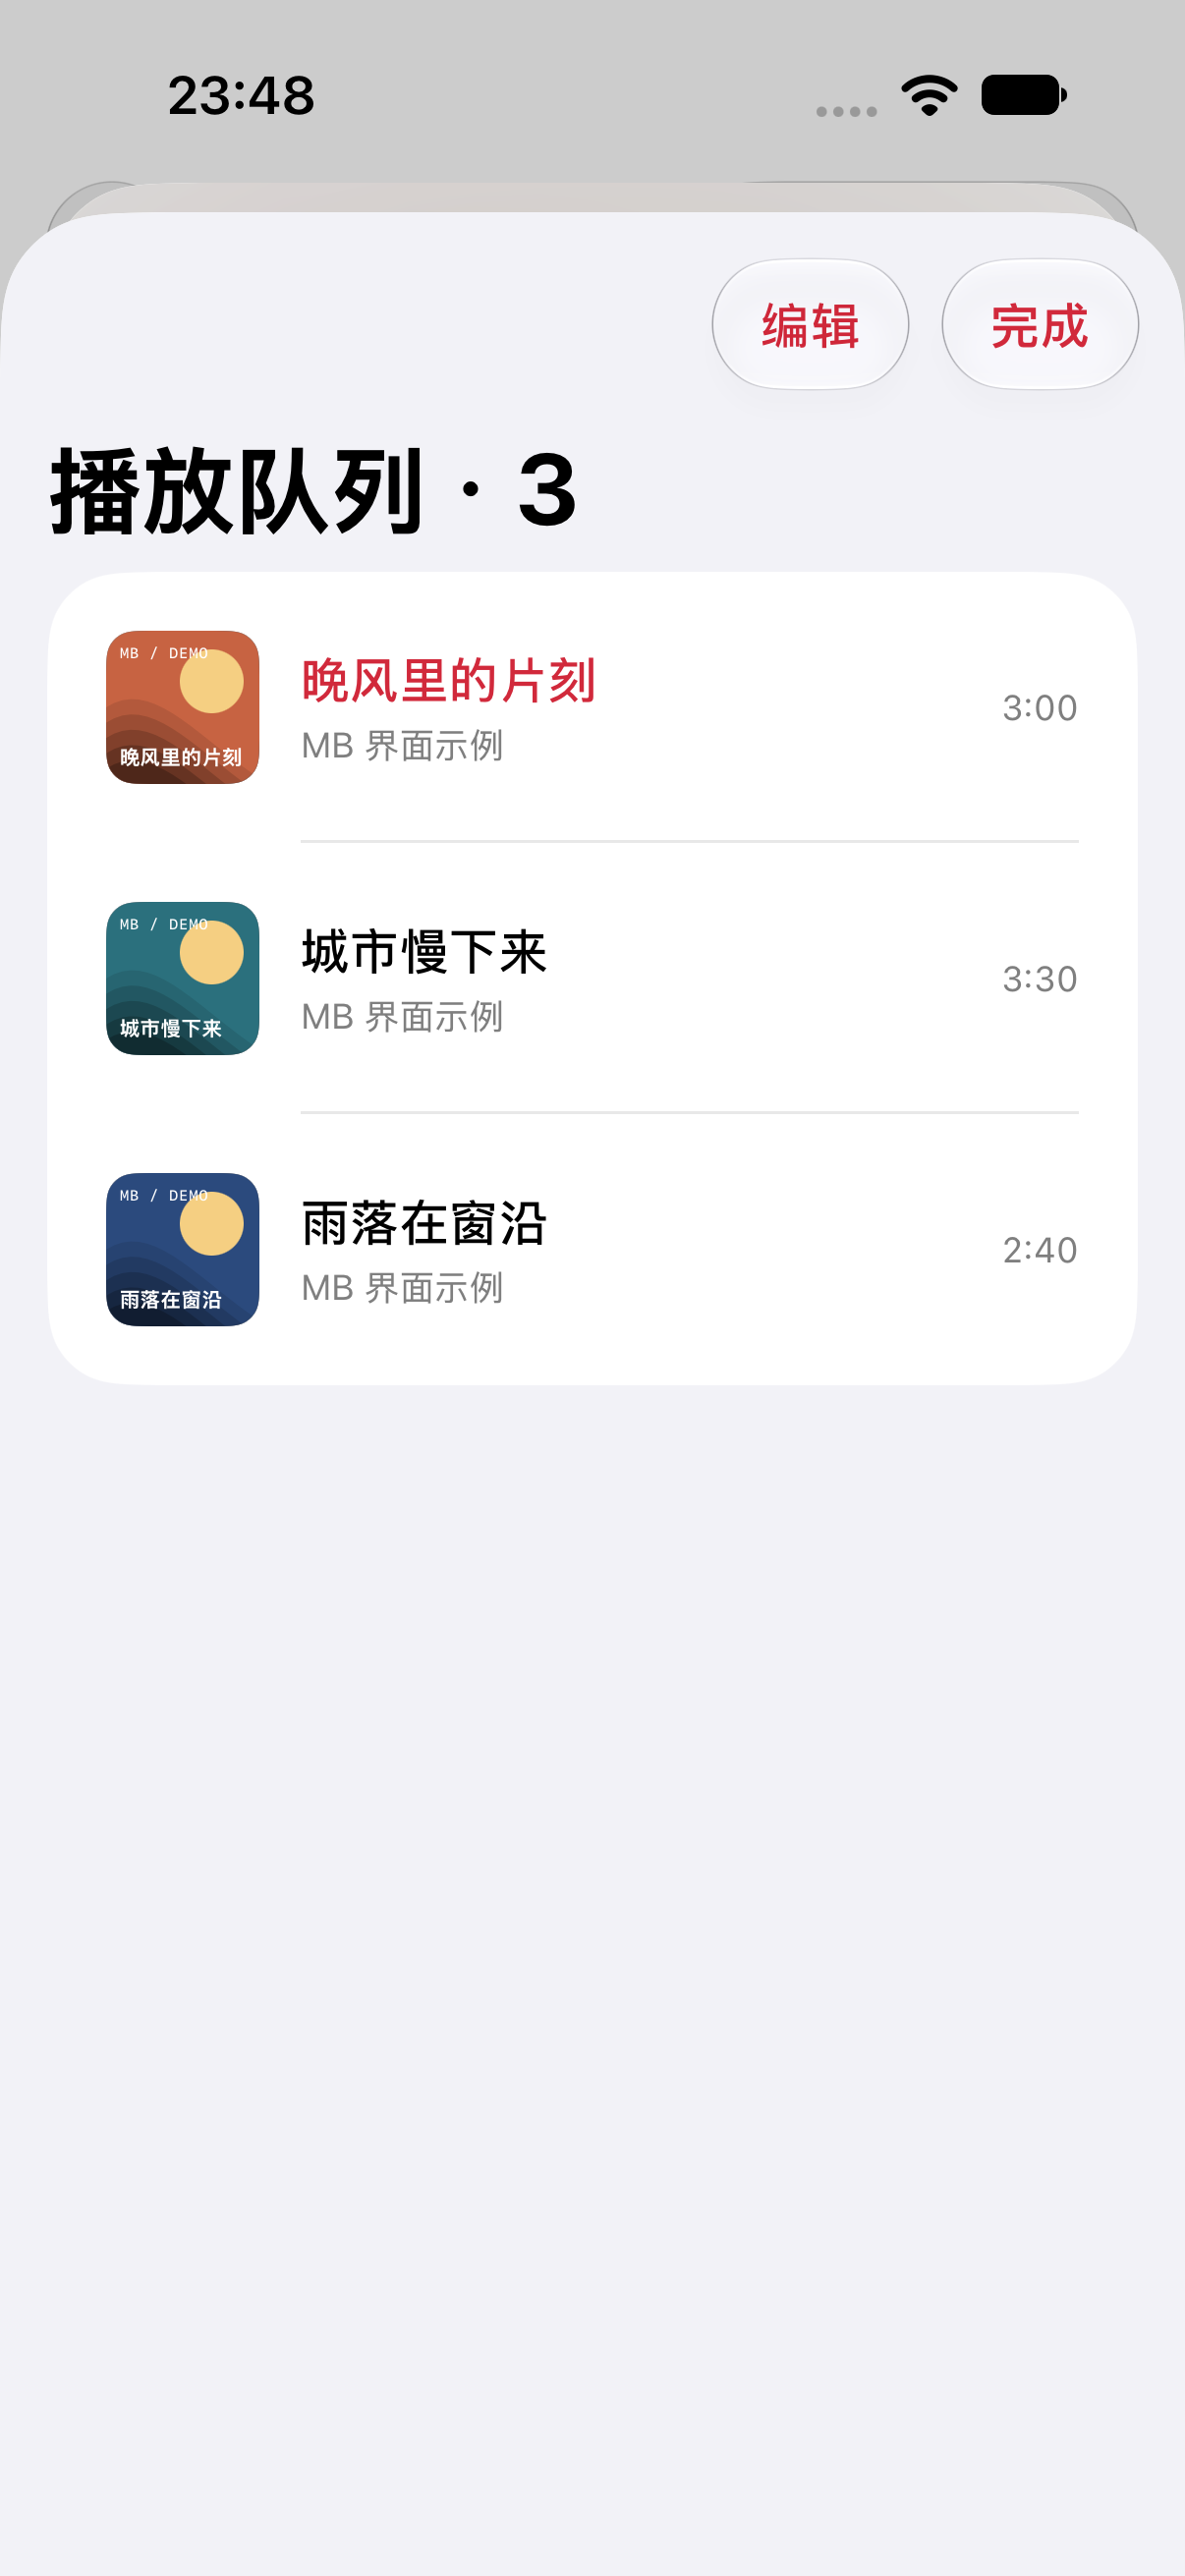 23:48
编辑
完成
播放队列 · 3
MB / DEMO
晚风里的片刻
晚风里的片刻
MB 界面示例
3:00
MB / DEMO
城市慢下来
城市慢下来
MB 界面示例
3:30
MB / DEMO
雨落在窗沿
雨落在窗沿
MB 界面示例
2:40